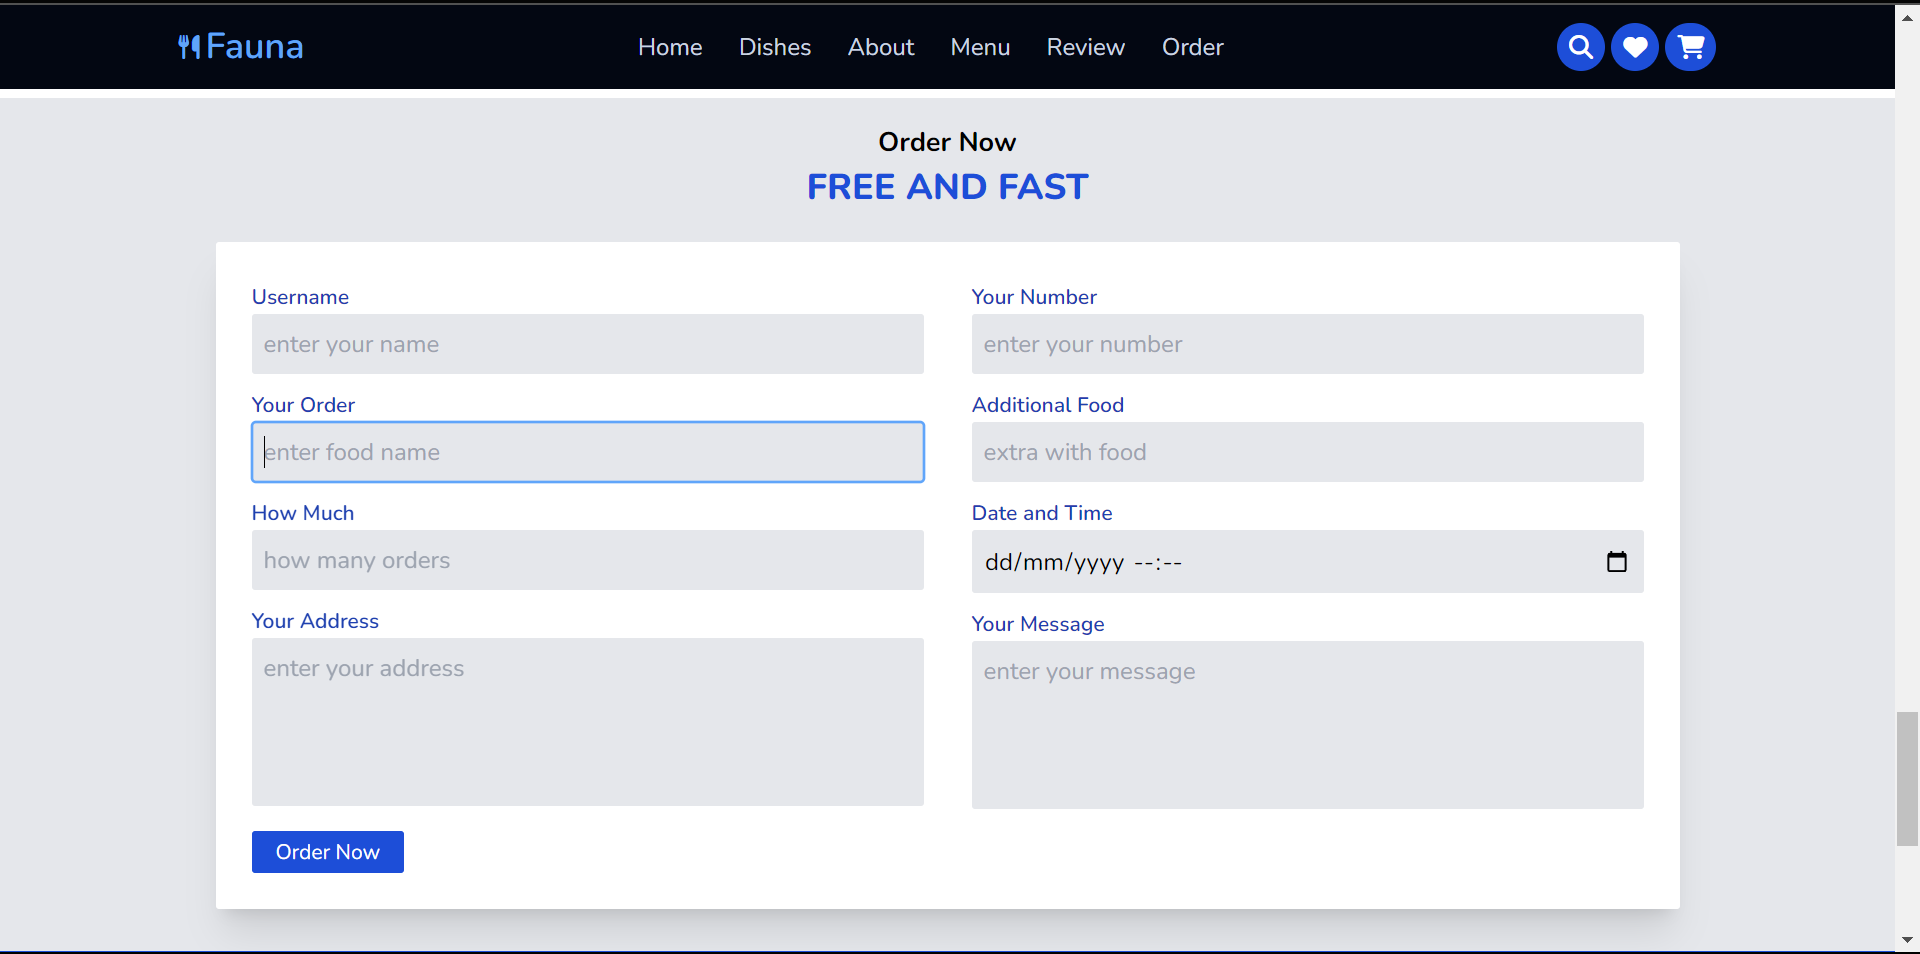 Fauna
Home Dishes About Menu Review Order
Order Now
FREE AND FAST
Username
enter your name
Your Number
enter your number
Your Order
enter food name
Additional Food
extra with food
How Much
how many orders
Date and Time
dd/mm/yyyy --:--
Your Address
enter your address
Your Message
enter your message
Order Now